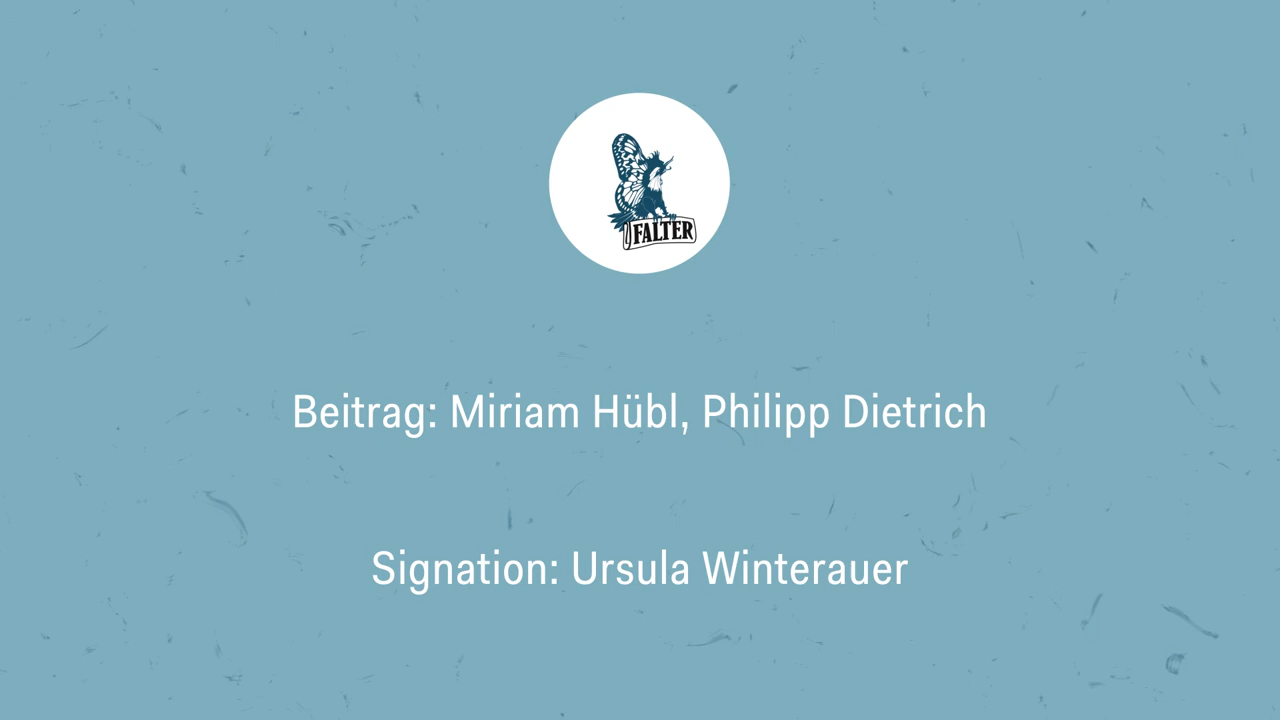 FALTER
Beitrag: Miriam Hübl, Philipp Dietrich
Signation: Ursula Winterauer